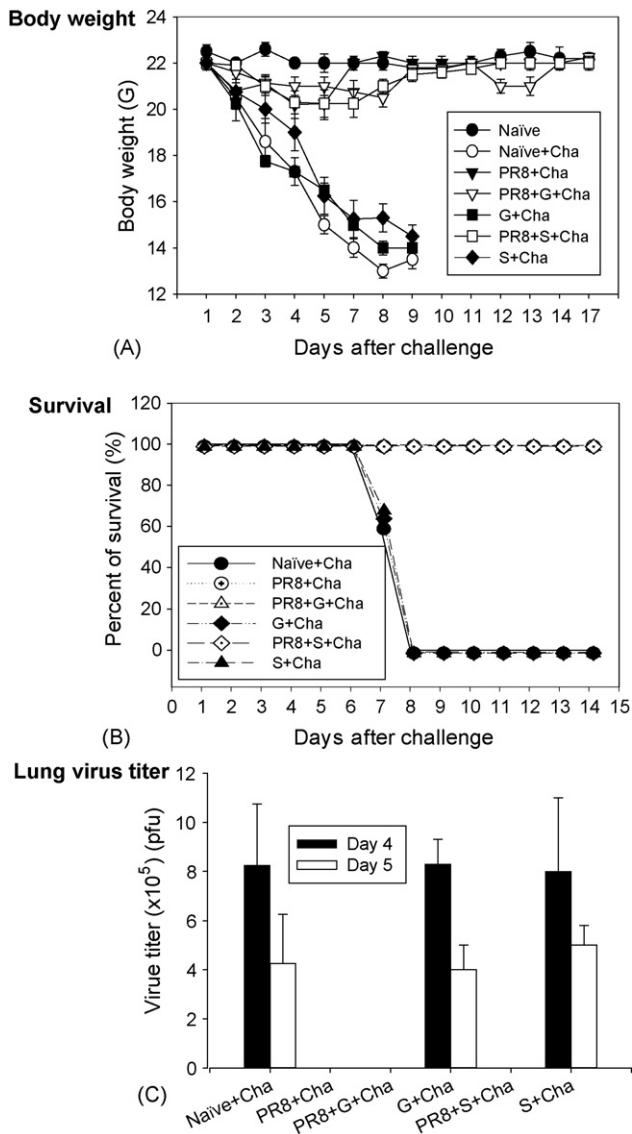 Body weight
Body weight (G)
24
22
20
18
16
14
12
Naïve
Naïve+Cha
PR8+Cha
PR8+G+Cha
G+Cha
PR8+S+Cha
S+Cha
1 2 3 4 5 7 8 9 10 11 12 13 14 17
(A)
Days after challenge
Survival
Percent of survival (%)
120
100
80
60
40
20
0
Naïve+Cha
PR8+Cha
PR8+G+Cha
G+Cha
PR8+S+Cha
S+Cha
0 1 2 3 4 5 6 7 8 9 10 11 12 13 14 15
(B)
Days after challenge
Lung virus titer
Virue titer (x10⁵) (pfu)
12
10
8
6
4
2
0
Day 4
Day 5
Naïve+Cha
PR8+Cha
PR8+G+Cha
G+Cha
PR8+S+Cha
S+Cha
(C)